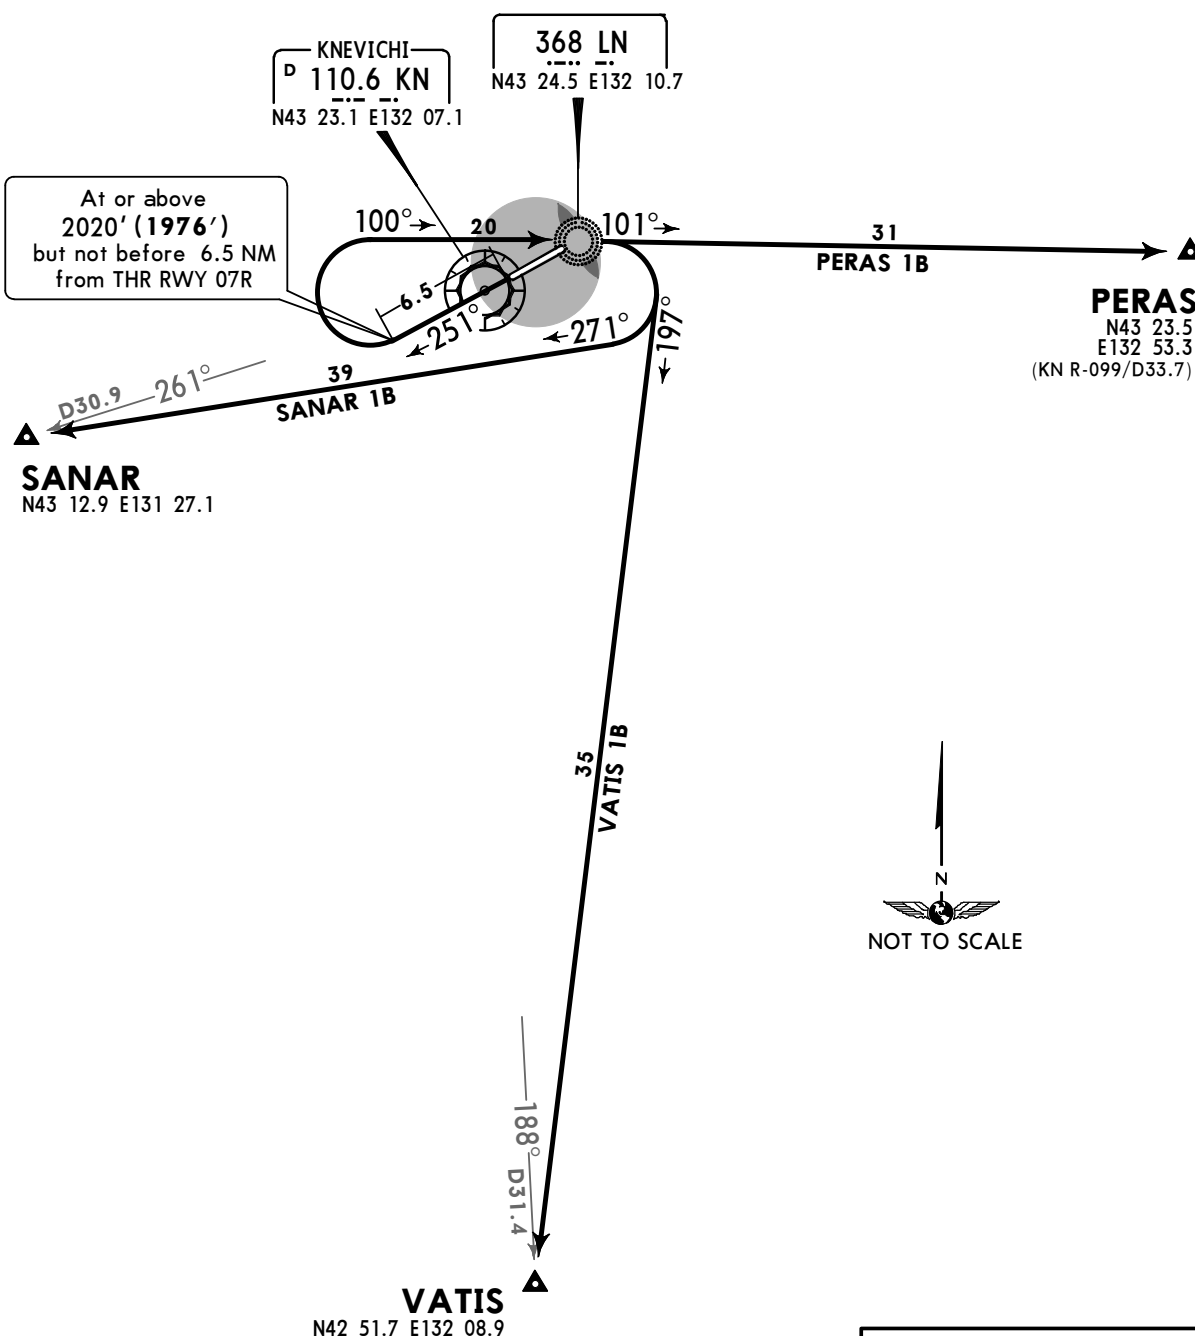 KNEVICHI
D 110.6 KN
N43 23.1 E132 07.1
368 LN
N43 24.5 E132 10.7
At or above
2020' (1976')
but not before 6.5 NM
from THR RWY 07R
100°
20
101°
31
PERAS 1B
PERAS
N43 23.5
E132 53.3
(KN R-099/D33.7)
6.5
251°
271°
197°
D30.9
261°
39
SANAR 1B
SANAR
N43 12.9 E131 27.1
35
VATIS 1B
N
NOT TO SCALE
188°
D31.4
VATIS
N42 51.7 E132 08.9